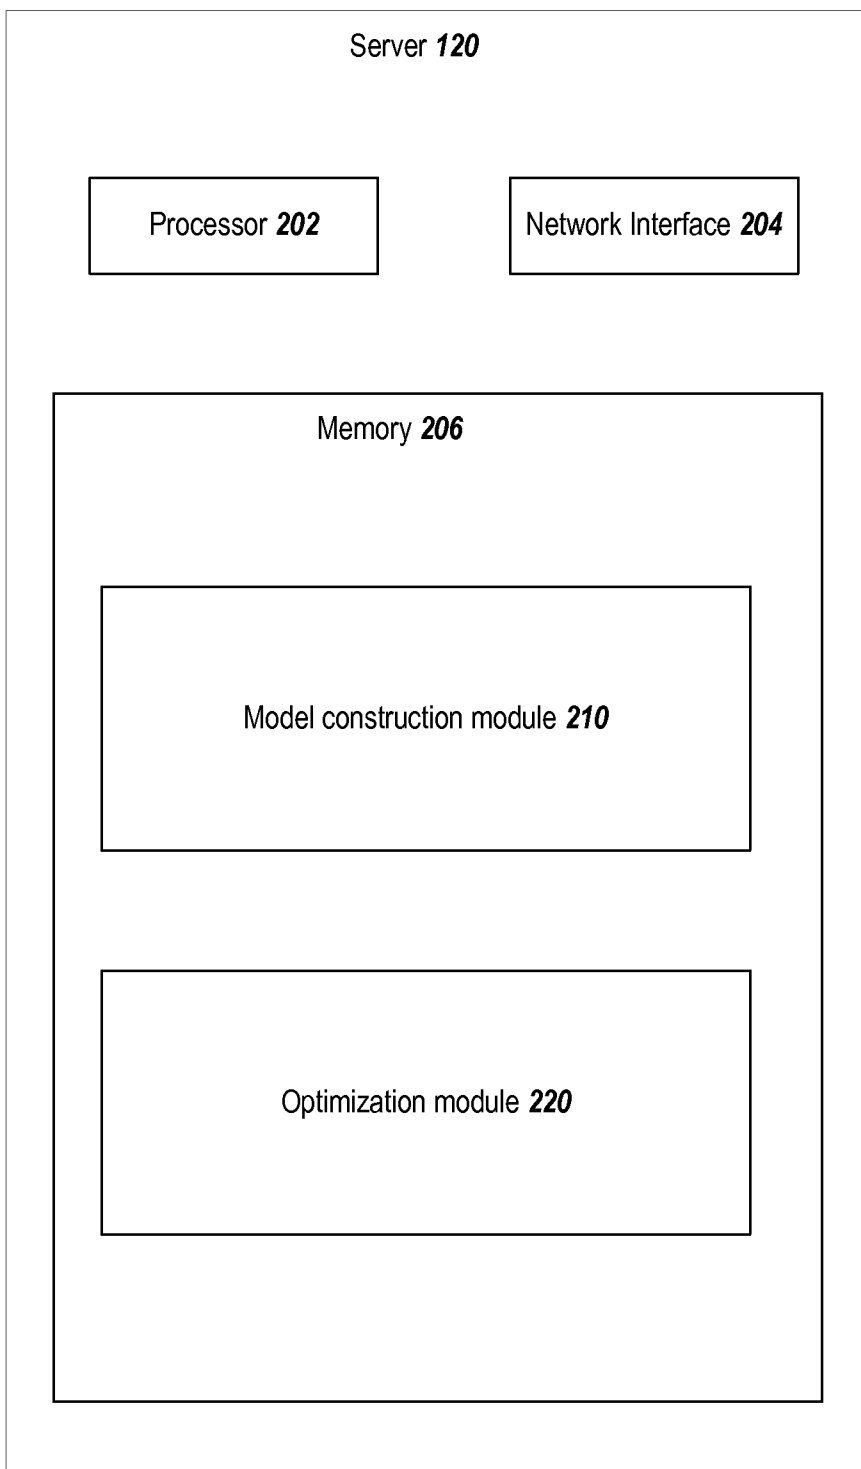 Server 120
Processor 202
Network Interface 204
Memory 206
Model construction module 210
Optimization module 220